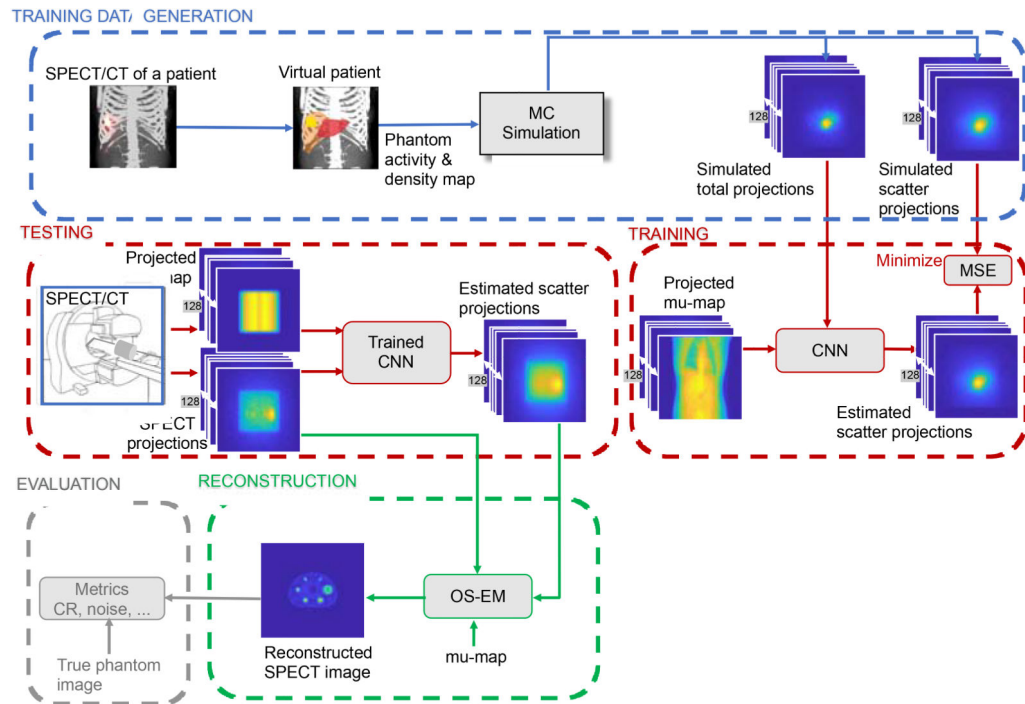 TRAINING DATA GENERATION
SPECT/CT of a patient
Virtual patient
Phantom
activity &
density map
MC
Simulation
128
Simulated
total projections
128
Simulated
scatter
projections
TESTING
SPECT/CT
Projected
128
128
SPECT
projections
Trained
CNN
Estimated scatter
projections
128
TRAINING
Projected
mu-map
128
CNN
Minimize
MSE
128
Estimated
scatter projections
EVALUATION
Metrics
CR, noise, ...
True phantom
image
RECONSTRUCTION
Reconstructed
SPECT image
OS-EM
mu-map